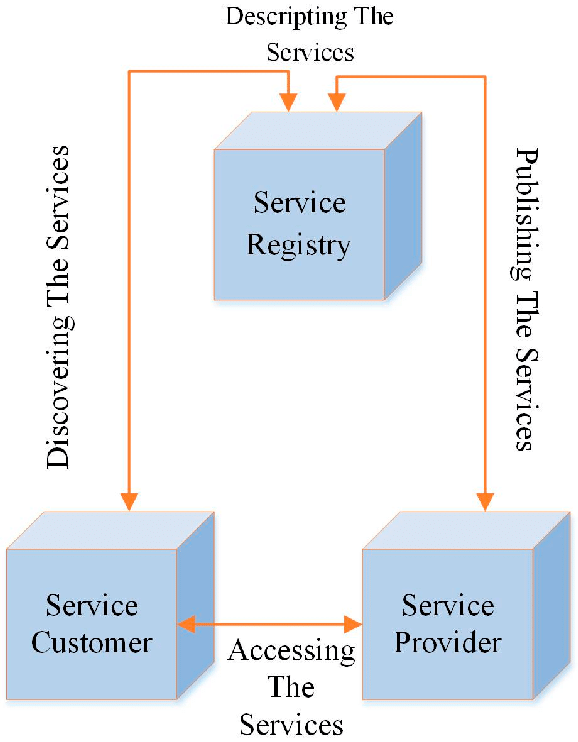 Descripting The
Services
Discovering The Services
Publishing The Services
Service
Registry
Service
Customer
Service
Provider
Accessing
The
Services